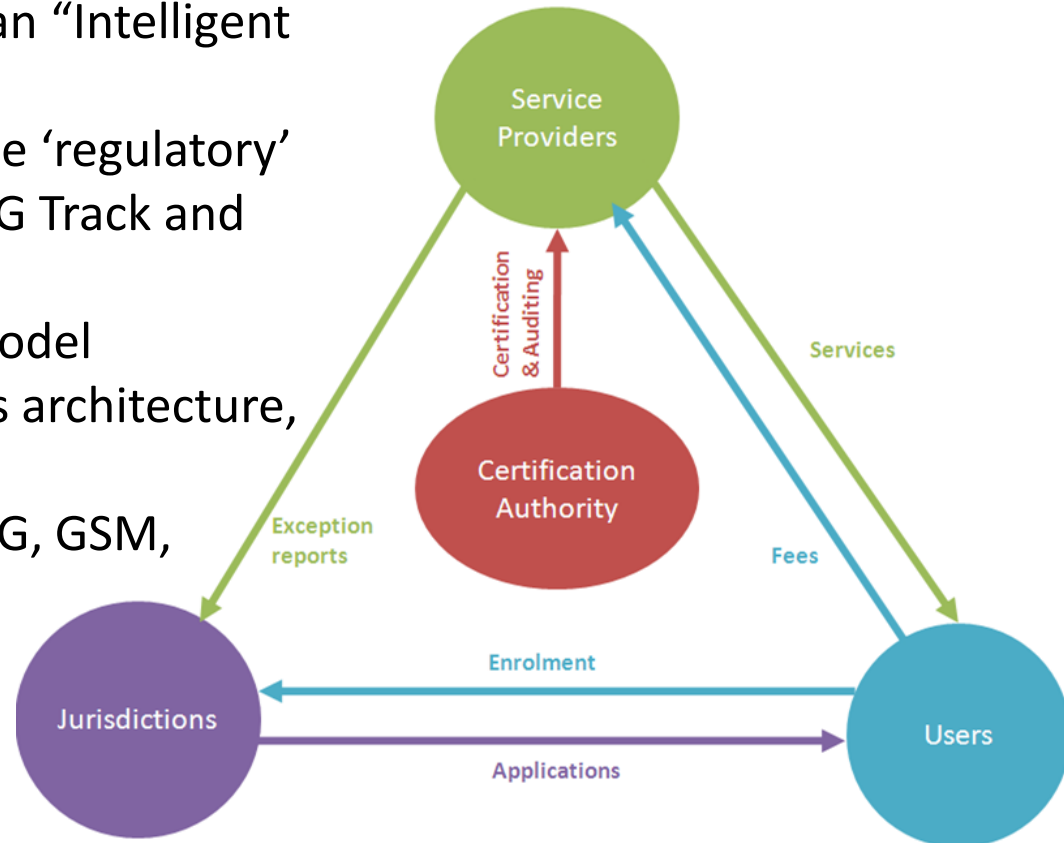 an “Intelligent
e ‘regulatory’
G Track and
odel
s architecture,
G, GSM,
Service
Providers
Certification
& Auditing
Services
Certification
Authority
Exception
reports
Fees
Enrolment
Jurisdictions
Users
Applications